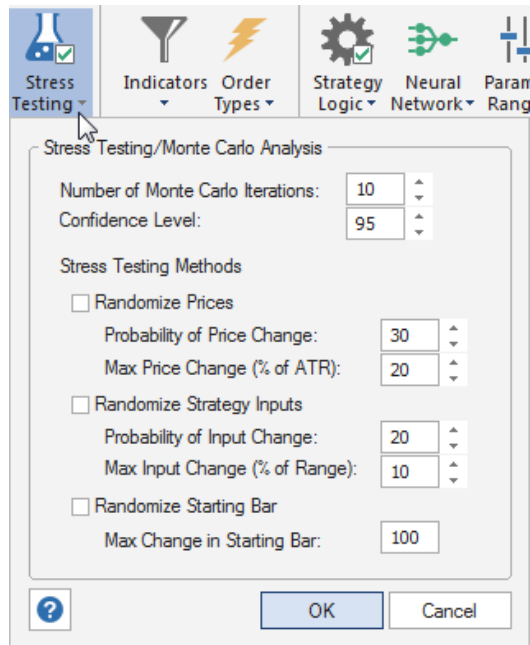 Stress Testing
Indicators
Order Types
Strategy Logic
Neural Network
Param
Rang
Stress Testing/Monte Carlo Analysis
Number of Monte Carlo Iterations: 10
Confidence Level: 95
Stress Testing Methods
Randomize Prices
Probability of Price Change: 30
Max Price Change (% of ATR): 20
Randomize Strategy Inputs
Probability of Input Change: 20
Max Input Change (% of Range): 10
Randomize Starting Bar
Max Change in Starting Bar: 100
? OK Cancel